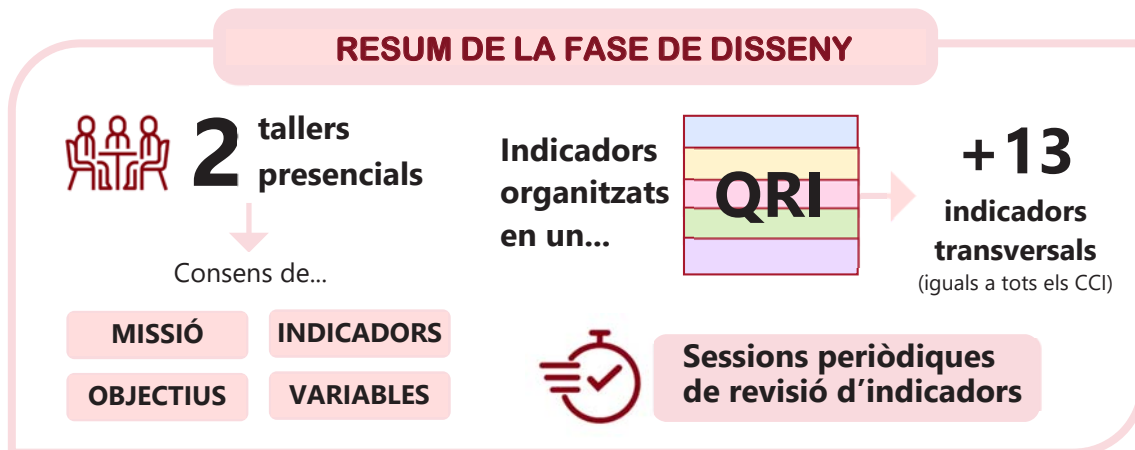 RESUM DE LA FASE DE DISSENY
2 tallers
presencials
Consens de...
MISSIÓ
INDICADORS
OBJECTIUS
VARIABLES
Indicadors
organitzats
en un...
QRI
+13
indicadors
transversals
(iguals a tots els CCI)
Sessions periòdiques
de revisió d’indicadors